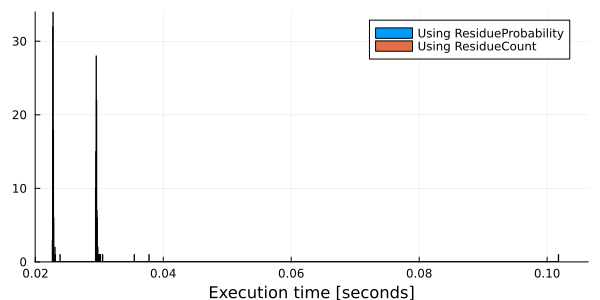 30
20
10
0
Using ResidueProbability
Using ResidueCount
0.02 0.04 0.06 0.08 0.10
Execution time [seconds]